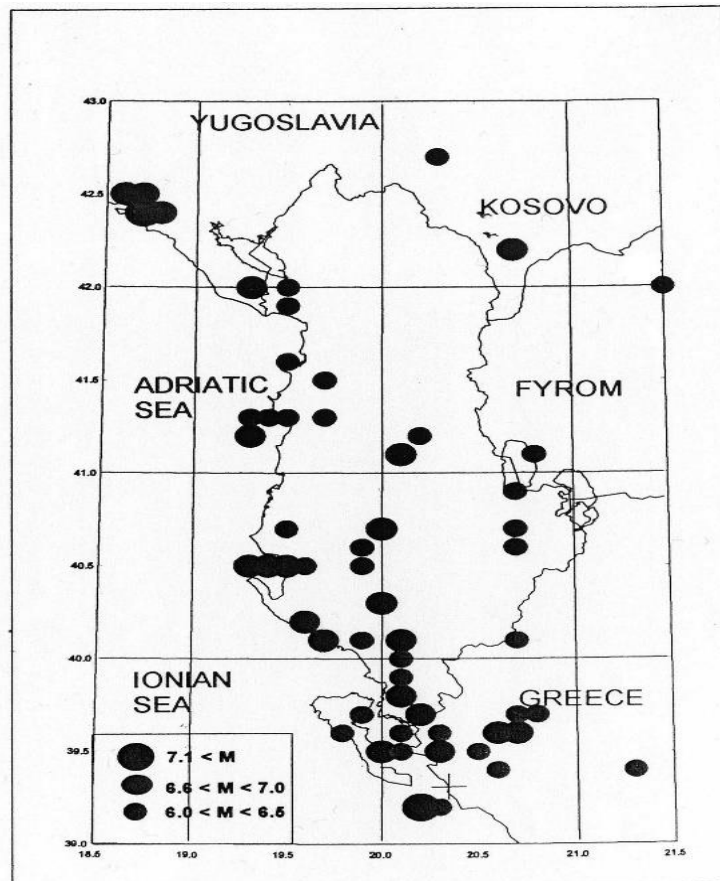 43.0
YUGOSLAVIA
42.5
KOSOVO
42.0
41.5
ADRIATIC
SEA
FYROM
41.0
40.5
40.0
IONIAN
SEA
GREECE
39.5
7.1 < M
6.6 < M < 7.0
6.0 < M < 6.5
39.0
18.5
19.0
19.5
20.0
20.5
21.0
21.5